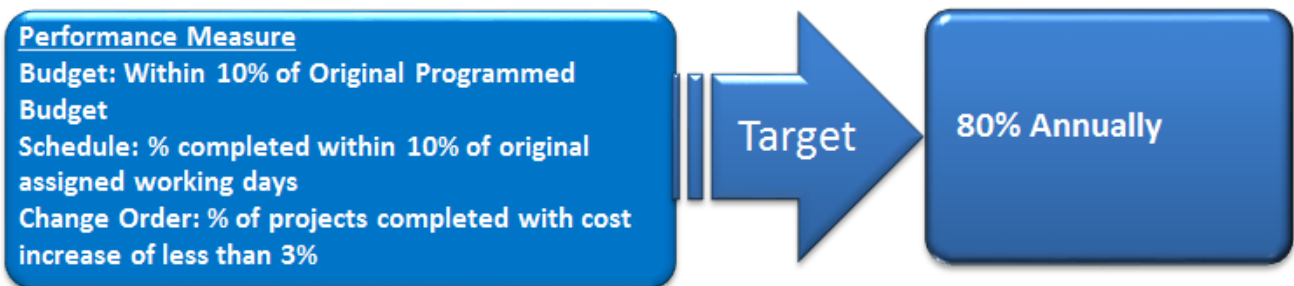 Performance Measure
Budget: Within 10% of Original Programmed
Budget
Schedule: % completed within 10% of original
assigned working days
Change Order: % of projects completed with cost
increase of less than 3%
Target
80% Annually